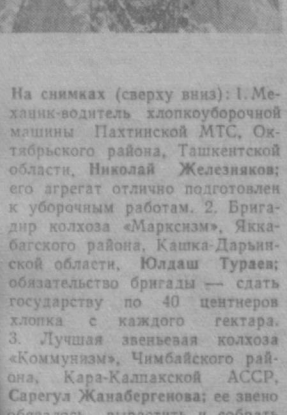 На снимках (сверху вниз): 1. Ме-
ханик-водитель хлопкоуборочной
машины Пахтинской МТС, Ок-
тябрьского района, Ташкентской
области, Николай Железняков;
его агрегат отлично подготовлен
к уборочным работам. 2. Брига-
дир колхоза «Марксизм», Якка-
багского района, Кашка-Дарьин-
ской области, Юлдаш Тураев;
обязательство бригады — сдать
государству по 40 центнеров
хлопка с каждого гектара.
3. Лучшая звеньевая колхоза
«Коммунизм», Чимбайского рай-
она, Кара-Калпакской АССР,
Сарегул Жанабергенова; ее звено